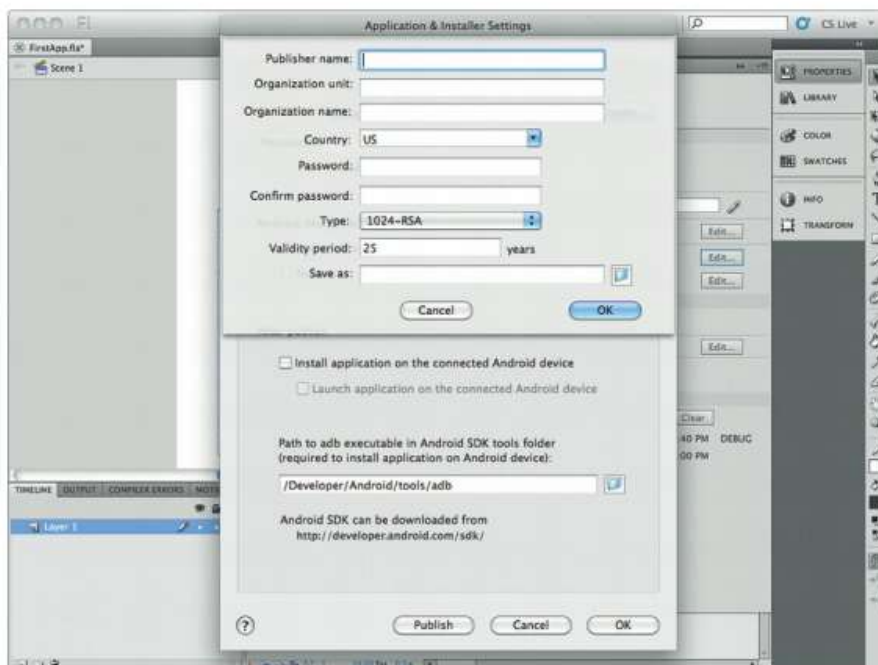 Fl
Application & Installer Settings
CS Live
FirstApp.fla*
Scene 1
Publisher name:
Organization unit:
Organization name:
Country: US
Password:
Confirm password:
Type: 1024-RSA
Validity period: 25 years
Save as:
Cancel OK
PROPERTIES
LIBRARY
COLOR
SWATCHES
INFO
TRANSFORM
Edit...
Edit...
Edit...
Edit...
Install application on the connected Android device
Launch application on the connected Android device
Clear
:40 PM DEBUG
:00 PM
Path to adb executable in Android SDK tools folder
(required to install application on Android device):
/Developer/Android/tools/adb
Android SDK can be downloaded from
http://developer.android.com/sdk/
TIMELINE OUTPUT COMPILER ERRORS
Layer 1
? Publish Cancel OK